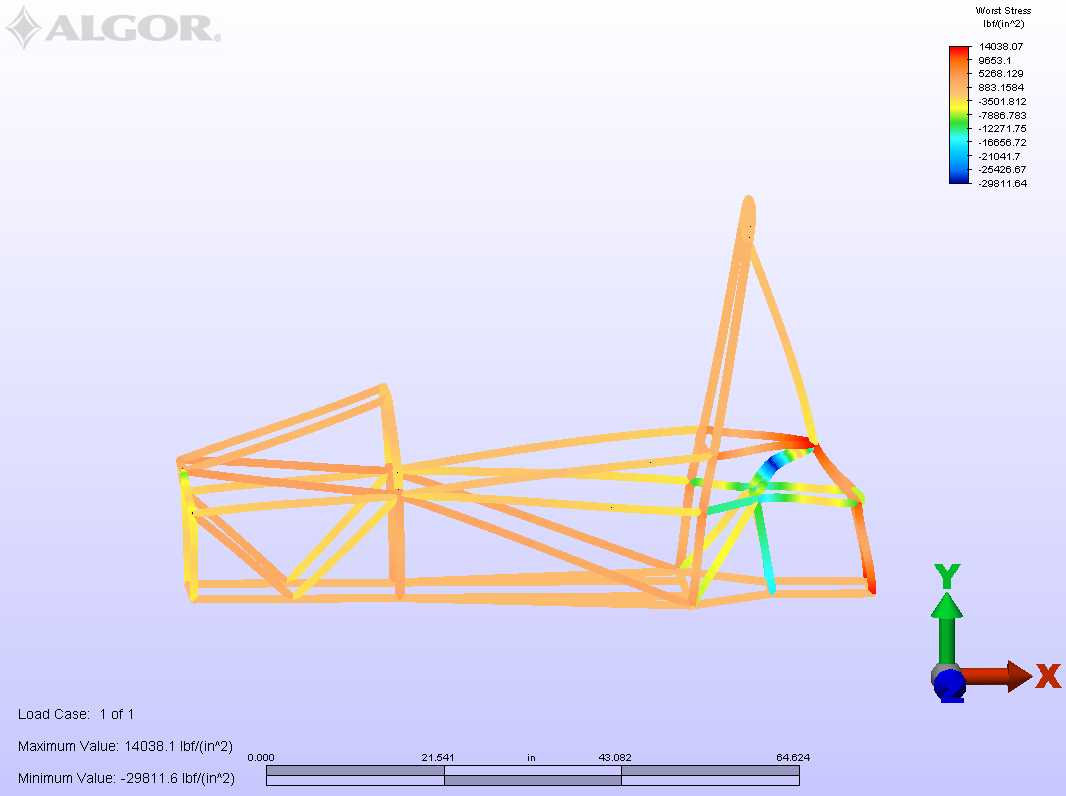 ALGOR.
Worst Stress
lbf/(in^2)
14038.07
9653.1
5268.129
883.1584
-3501.812
-7886.783
-12271.75
-16656.72
-21041.7
-25426.67
-29811.64
Y
X
Z
Load Case: 1 of 1
Maximum Value: 14038.1 lbf/(in^2)
Minimum Value: -29811.6 lbf/(in^2)
0.000 21.541 in 43.082 64.624